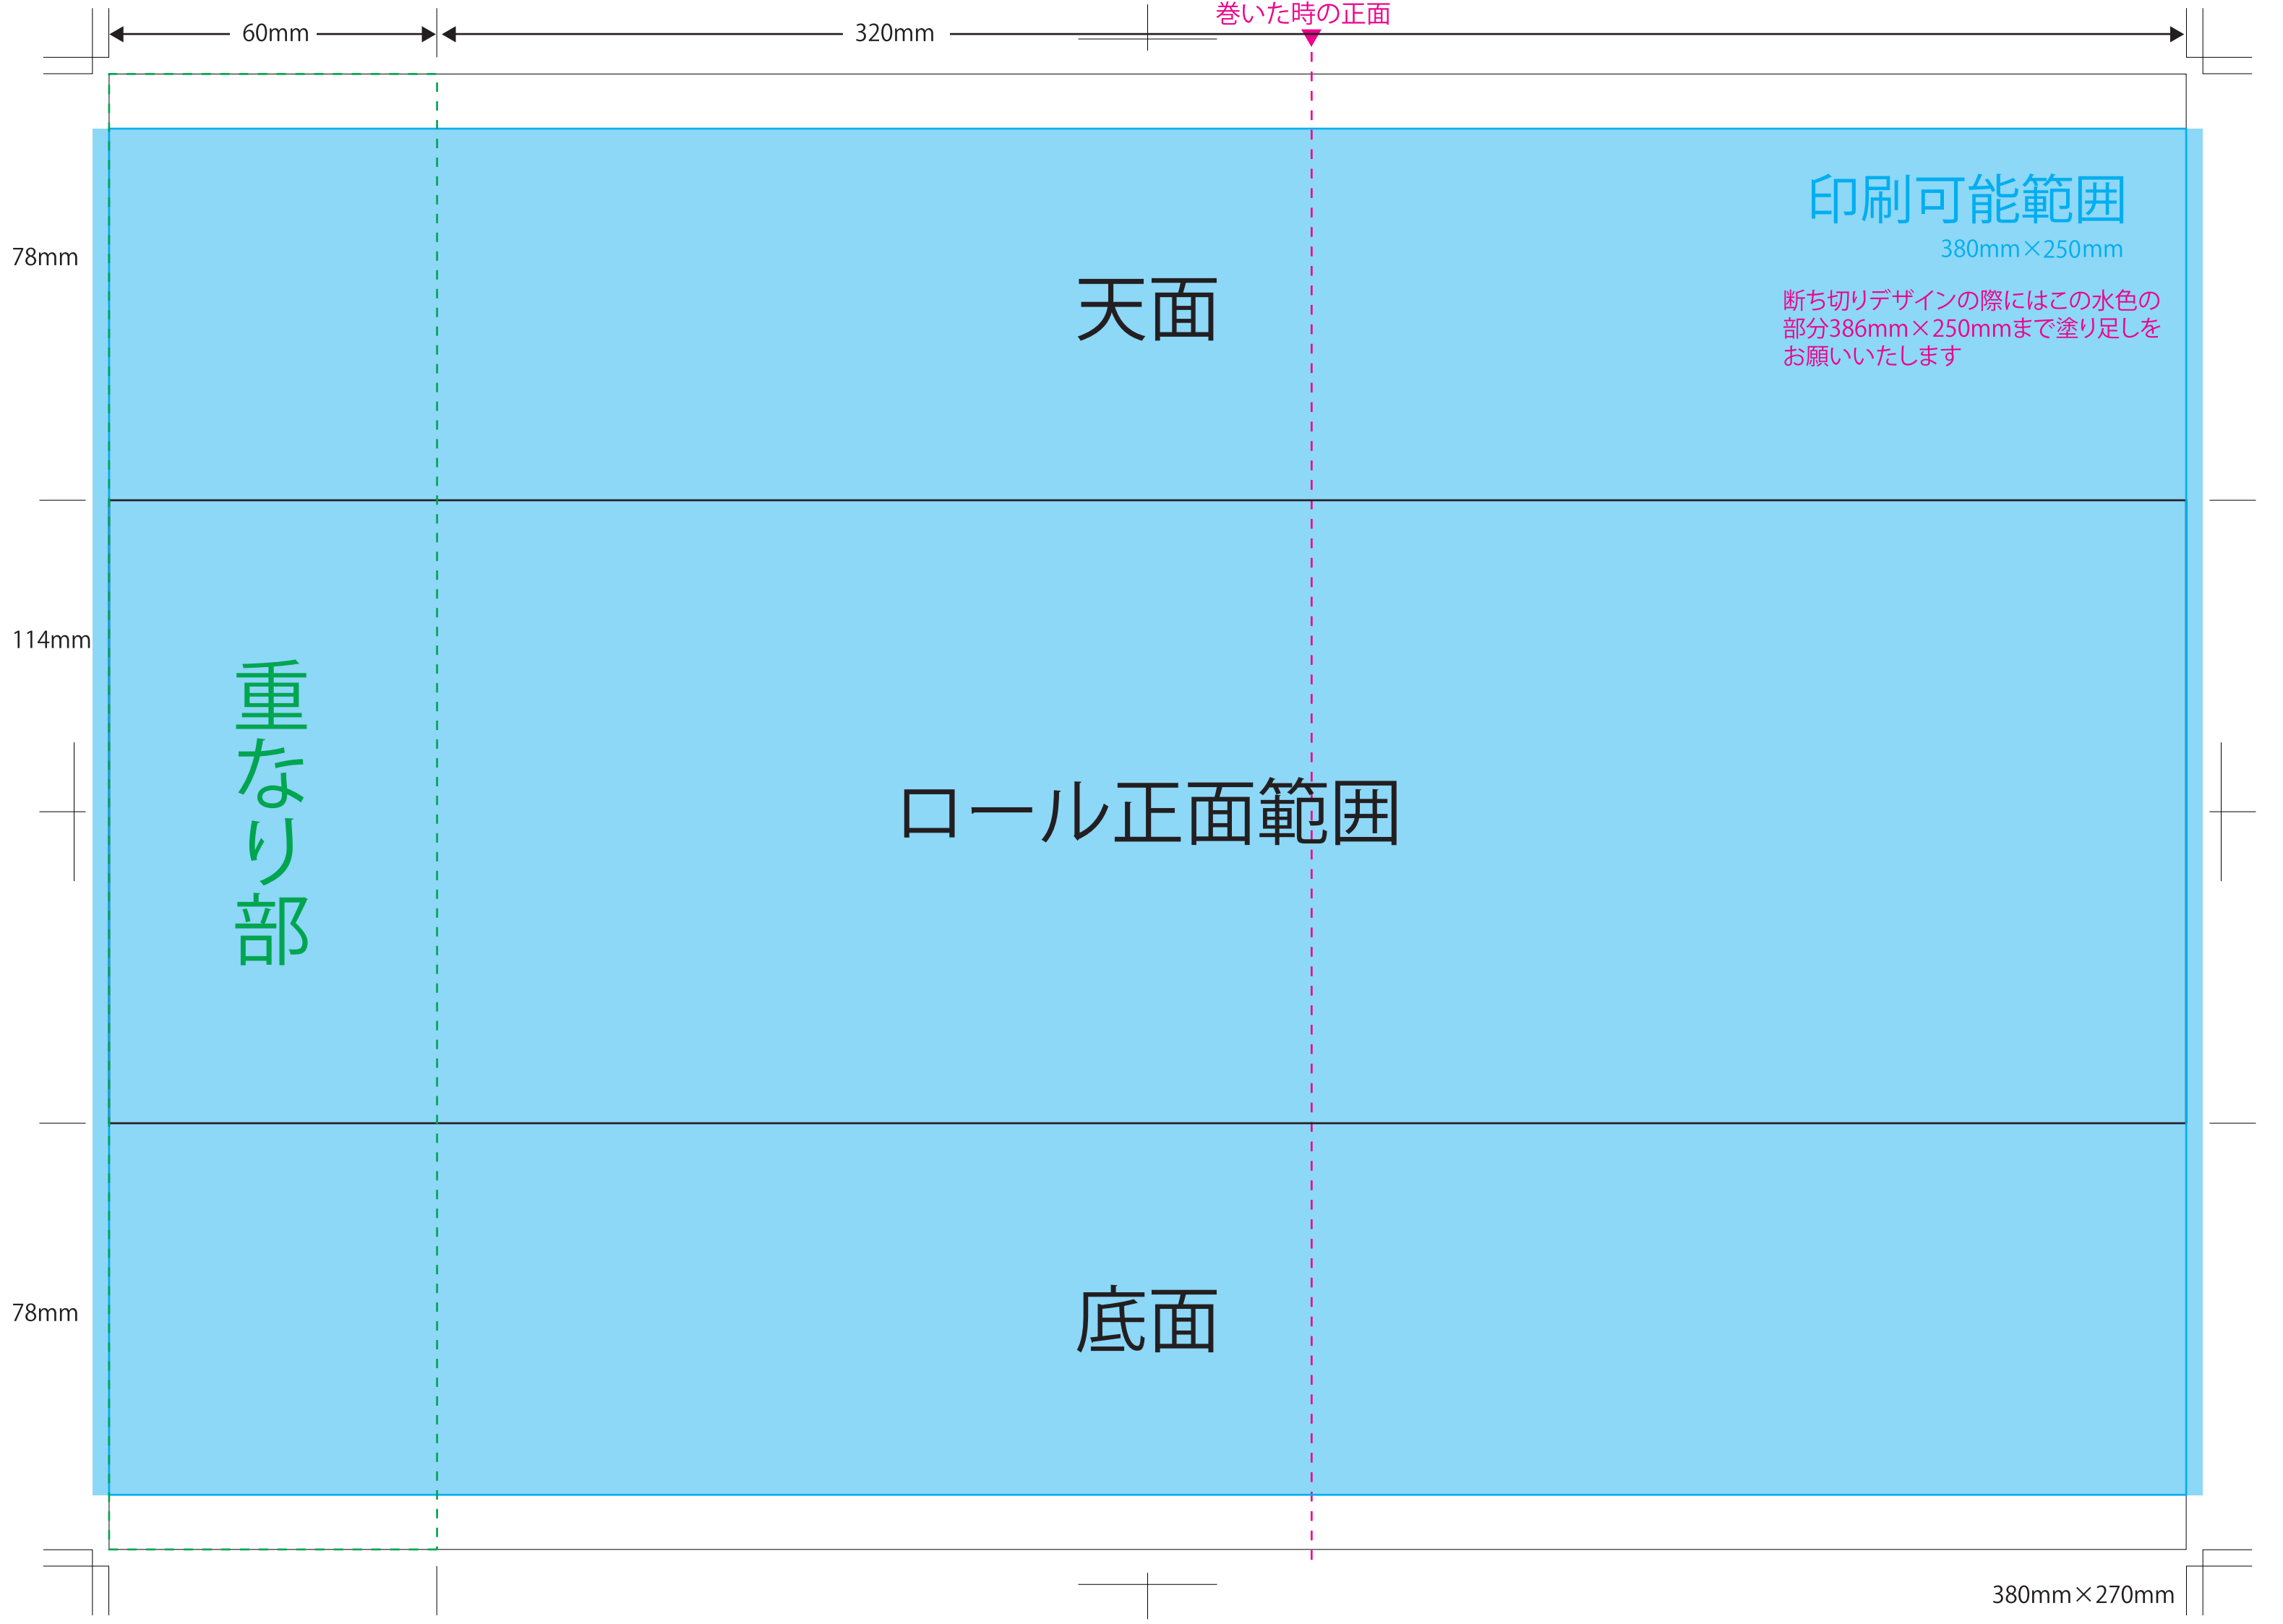 巻いた時の正面
60mm
320mm
印刷可能範囲
380mm×250mm
78mm
天面
断ち切りデザインの際にはこの水色の
部分386mm×250mmまで塗り足しを
お願いいたします
114mm
重なり部
ロール正面範囲
78mm
底面
380mm×270mm